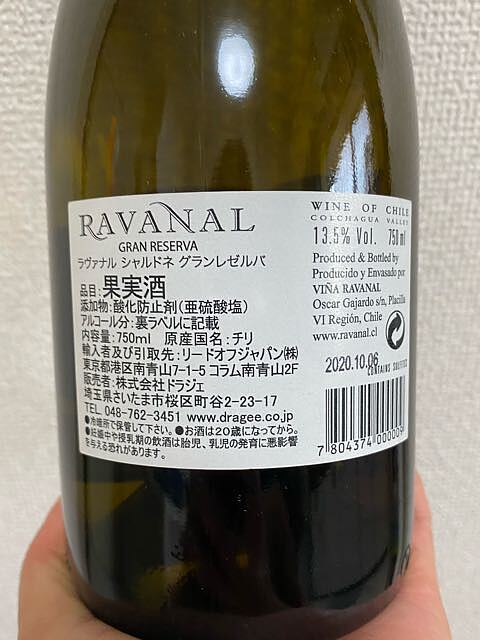 RAVANAL
GRAN RESERVA
ラヴァナル シャルドネ グランレゼルバ
品目:果実酒
添加物:酸化防止剤(亜硫酸塩)
アルコール分:裏ラベルに記載
内容量:750ml 原産国名:チリ
輸入者及び引取先:リードオフジャパン㈱
東京都港区南青山7-1-5 コラム南青山2F
販売者:株式会社ドラジェ
埼玉県さいたま市桜区町谷2-23-17
TEL 048-762-3451 www.dragee.co.jp
●冷暗所で保管して下さい。●お酒は20歳になってから。
●妊娠中や授乳期の飲酒は胎児、乳児の発育に悪影響
を与える恐れがあります。
WINE OF CHILE
COLCHAGUA VALLEY
13.5% Vol. 750 ml
Produced & Bottled by
Producido y Envasado por
VIÑA RAVANAL
Oscar Gajardo s/n, Placilla
VI Región, Chile
www.ravanal.cl
2020.10.06
CONTAINS SULFITES
7 804374 000009